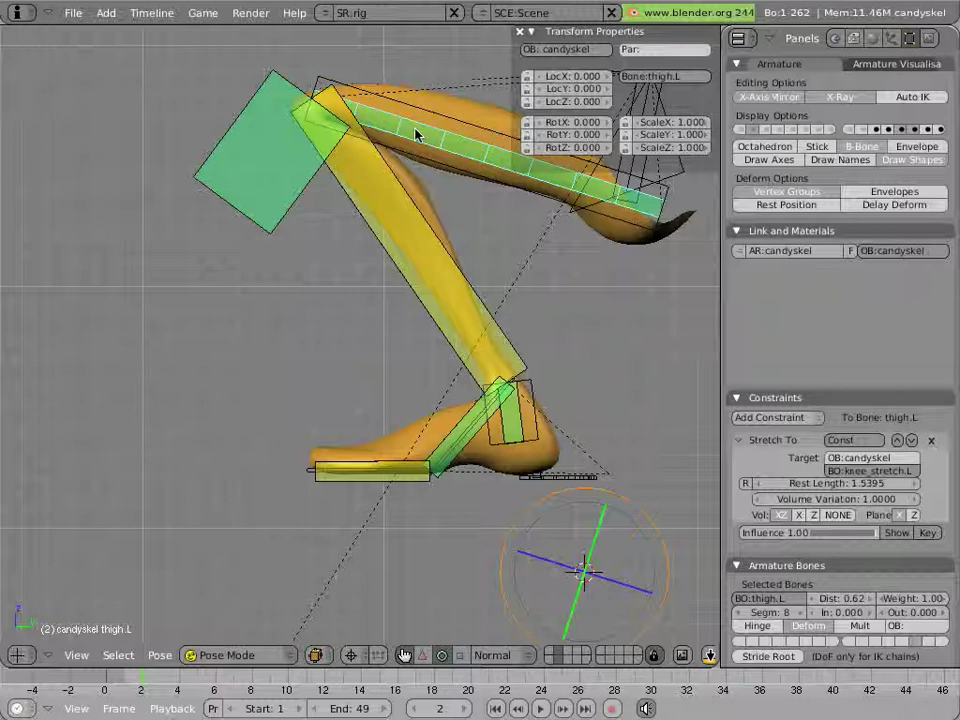 File Add Timeline Game Render Help SR:rig SCE:Scene www.blender.org 244 Bo:1-262 | Mem:11.46M candyskel
Transform Properties
OB: candyskel Par:
LocX: 0.000 Bone:thigh.L
LocY: 0.000
LocZ: 0.000
RotX: 0.000 ScaleX: 1.000
RotY: 0.000 ScaleY: 1.000
RotZ: 0.000 ScaleZ: 1.000
Panels
Armature Armature Visualisa
Editing Options
X-Axis Mirror X-Ray Auto IK
Display Options
Octahedron Stick B-Bone Envelope
Draw Axes Draw Names Draw Shapes
Deform Options
Vertex Groups Envelopes
Rest Position Delay Deform
Link and Materials
AR:candyskel F OB:candyskel
Constraints
Add Constraint To Bone: thigh.L
Stretch To Const
Target OB:candyskel
BO:knee_stretch.L
R Rest Length: 1.5395
Volume Variation: 1.0000
Vol: XZ X Z NONE Plane X Z
Influence 1.00 Show Key
Armature Bones
Selected Bones
BO:thigh.L Dist: 0.62 Weight: 1.00
Segm: 8 In: 0.000 Out: 0.000
Hinge Deform Mult OB:
Stride Root (DoF only for IK chains)
z
(2) candyskel thigh.L
View Select Pose Pose Mode Normal
-4 -2 0 2 4 6 8 10 12 14 16 18 20 22 24 26 28 30 32 34 36 38 40 42 44 46
View Frame Playback Pr Start: 1 End: 49 2